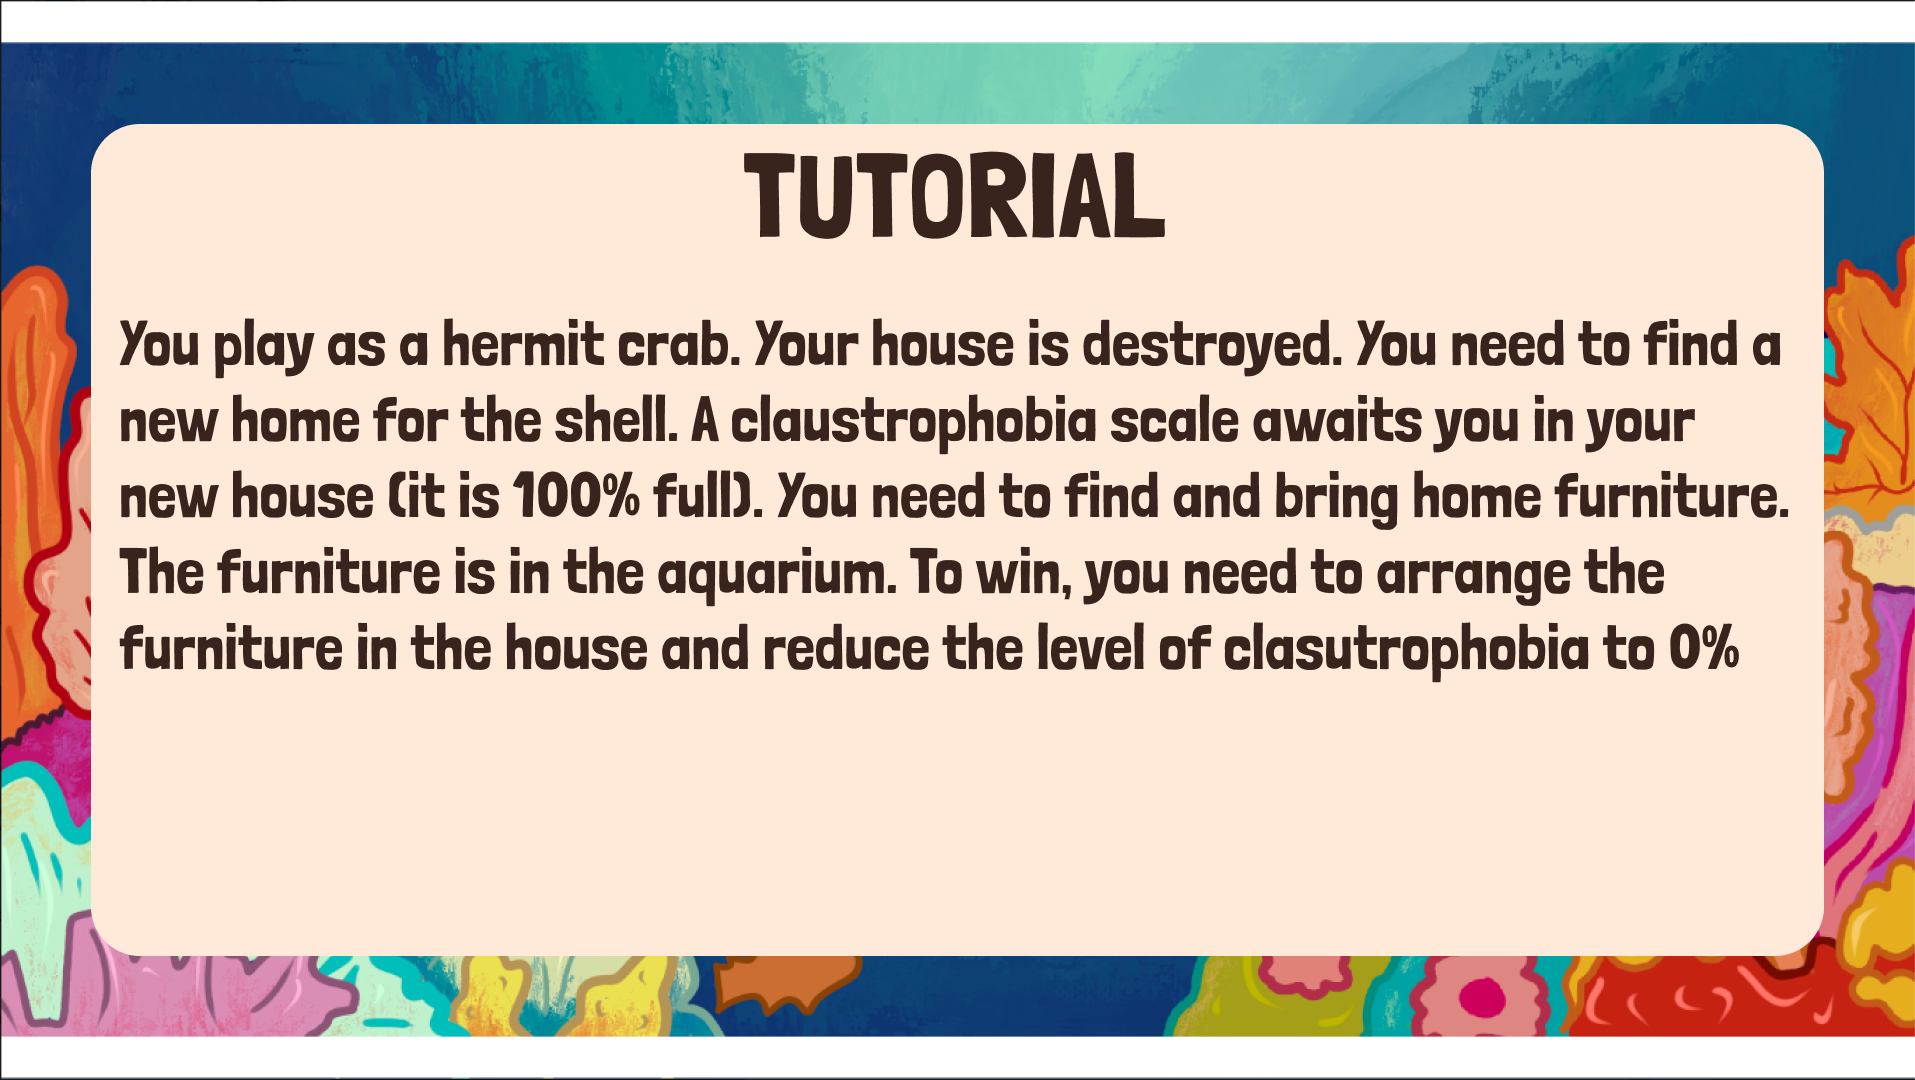 TUTORIAL
You play as a hermit crab. Your house is destroyed. You need to find a
new home for the shell. A claustrophobia scale awaits you in your
new house (it is 100% full). You need to find and bring home furniture.
The furniture is in the aquarium. To win, you need to arrange the
furniture in the house and reduce the level of clasutrophobia to 0%